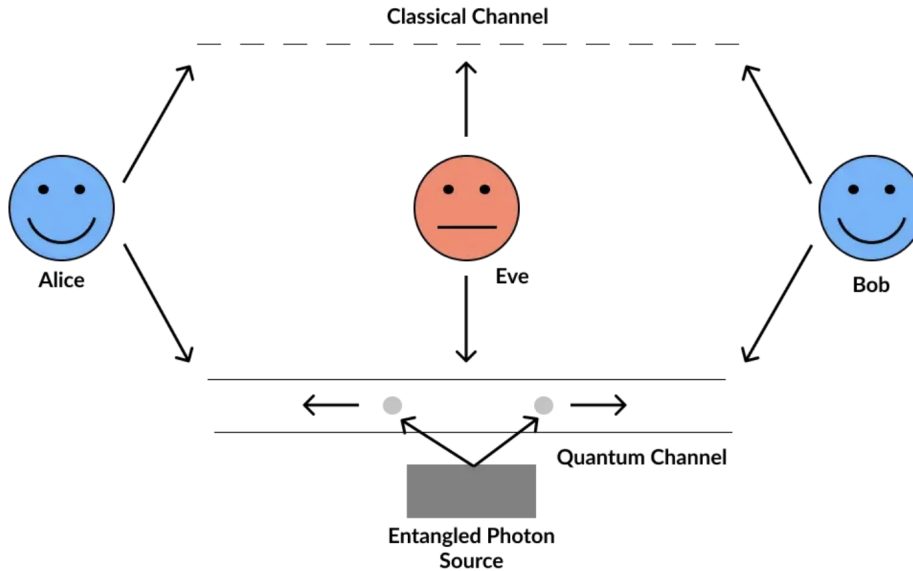 Classical Channel
Alice
Eve
Bob
Quantum Channel
Entangled Photon
Source